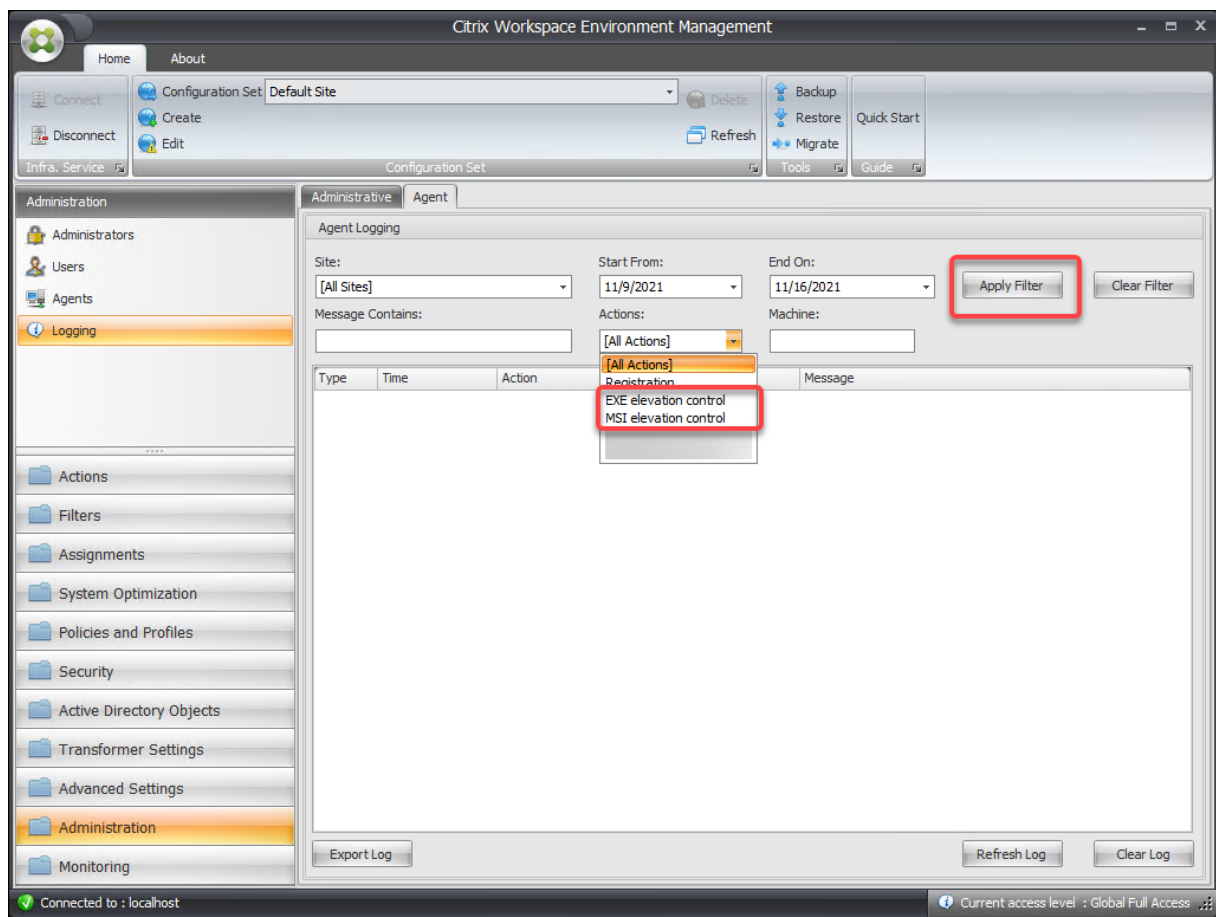 Citrix Workspace Environment Management
Home About
Connect
Disconnect
Infra. Service
Configuration Set Default Site
Create
Edit
Delete
Refresh
Configuration Set
Backup
Restore
Migrate
Tools
Quick Start
Guide
Administration
Administrators
Users
Agents
Logging
Actions
Filters
Assignments
System Optimization
Policies and Profiles
Security
Active Directory Objects
Transformer Settings
Advanced Settings
Administration
Monitoring
Administrative Agent
Agent Logging
Site: Start From: End On:
[All Sites] 11/9/2021 11/16/2021 Apply Filter Clear Filter
Message Contains: Actions: Machine:
[All Actions]
[All Actions]
Registration
EXE elevation control
MSI elevation control
Type Time Action Message
Export Log Refresh Log Clear Log
Connected to : localhost Current access level : Global Full Access